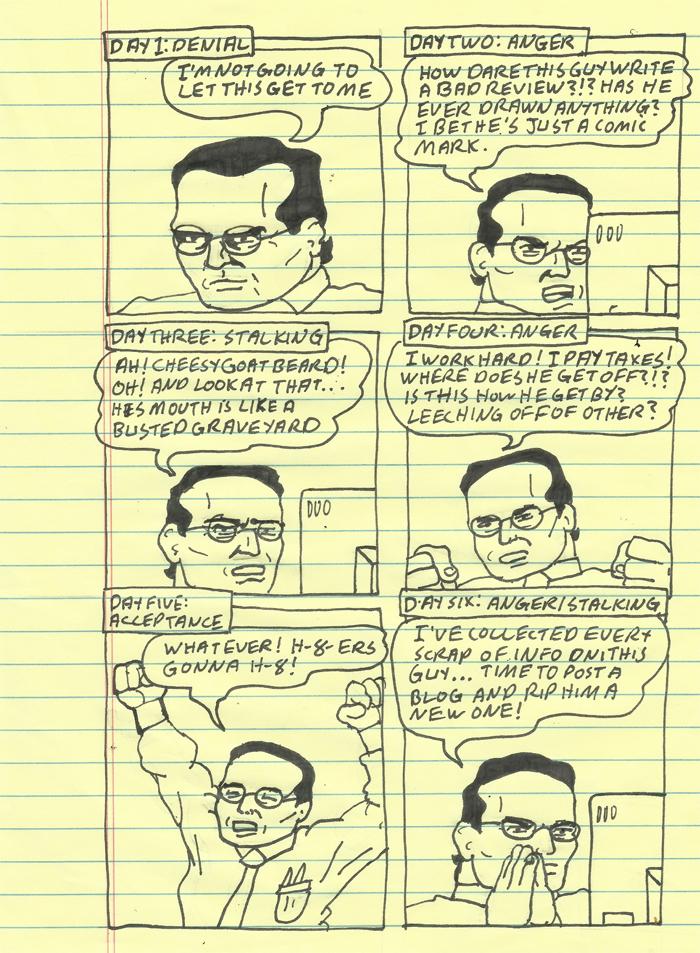 DAY 1: DENIAL
I'M NOT GOING TO
LET THIS GET TO ME
DAY TWO: ANGER
HOW DARE THIS GUY WRITE
A BAD REVIEW?!? HAS HE
EVER DRAWN ANYTHING?
I BET HE'S JUST A COMIC
MARK.
DAY THREE: STALKING
AH! CHEESY GOAT BEARD!
OH! AND LOOK AT THAT...
HES MOUTH IS LIKE A
BUSTED GRAVEYARD
DUO
DAY FOUR: ANGER
I WORK HARD! I PAY TAXES!
WHERE DOES HE GET OFF?!?
IS THIS HOW HE GET BY?
LEECHING OFF OF OTHER?
DAY FIVE:
ACCEPTANCE
WHATEVER! H-8-ERS
GONNA H-8!
DAY SIX: ANGER/STALKING
I'VE COLLECTED EVERY
SCRAP OF INFO ON THIS
GUY... TIME TO POST A
BLOG AND RIP HIM A
NEW ONE!